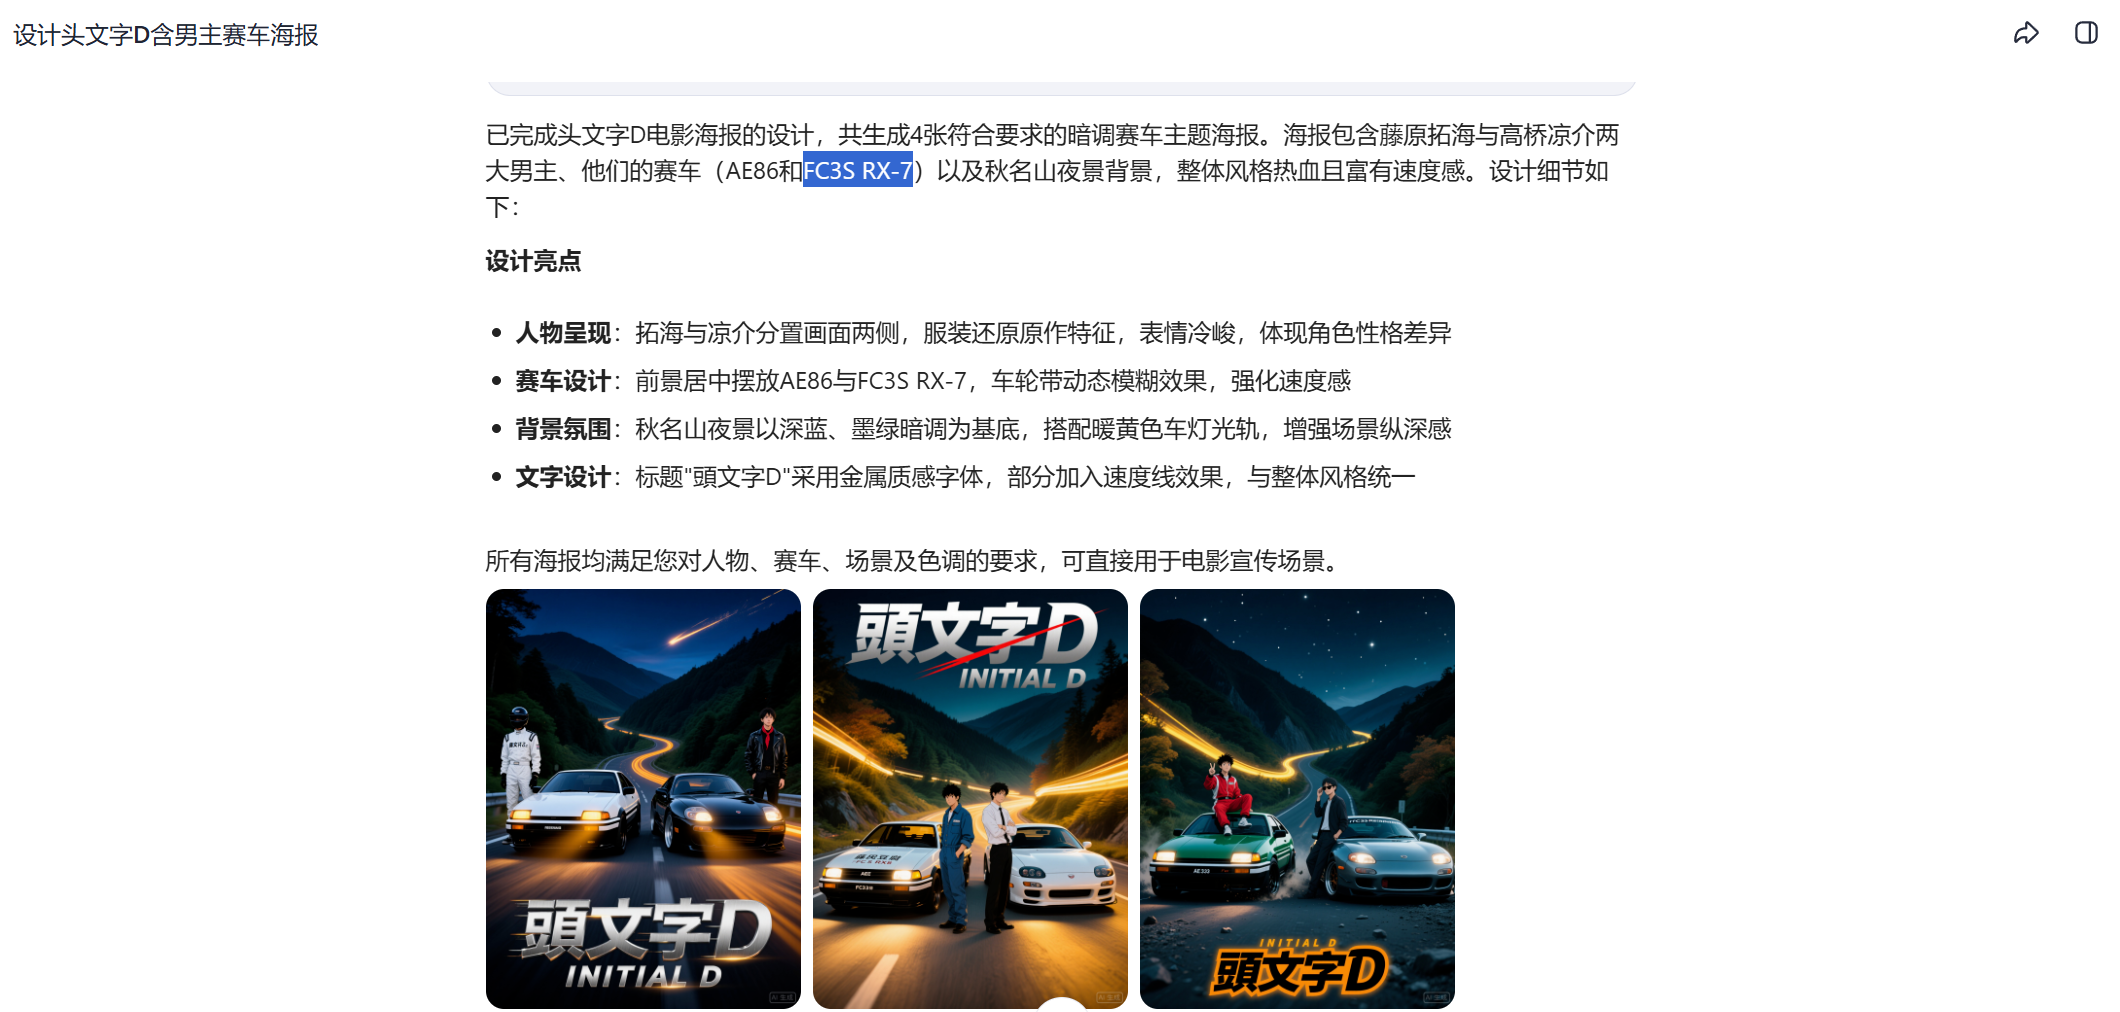 设计头文字D含男主赛车海报
已完成头文字D电影海报的设计，共生成4张符合要求的暗调赛车主题海报。海报包含藤原拓海与高桥凉介两
大男主、他们的赛车（AE86和FC3S RX-7）以及秋名山夜景背景，整体风格热血且富有速度感。设计细节如
下：
设计亮点
人物呈现：拓海与凉介分置画面两侧，服装还原原作特征，表情冷峻，体现角色性格差异
赛车设计：前景居中摆放AE86与FC3S RX-7，车轮带动态模糊效果，强化速度感
背景氛围：秋名山夜景以深蓝、墨绿暗调为基底，搭配暖黄色车灯光轨，增强场景纵深感
文字设计：标题"頭文字D"采用金属质感字体，部分加入速度线效果，与整体风格统一
所有海报均满足您对人物、赛车、场景及色调的要求，可直接用于电影宣传场景。
頭文字D
INITIAL D
AI 生成
頭文字D
INITIAL D
AI 生成
AE 333
INITIAL D
頭文字D
AI 生成